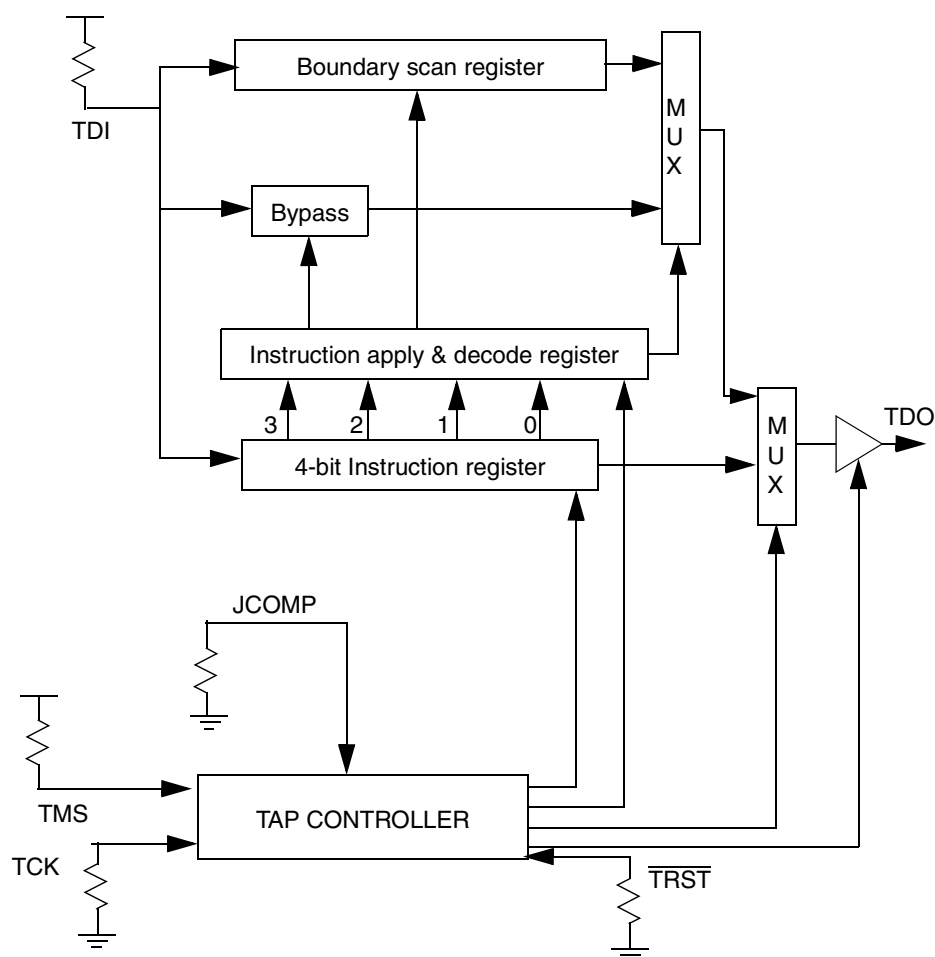 Boundary scan register
M
U
X
TDI
Bypass
Instruction apply & decode register
3 2 1 0
4-bit Instruction register
M
U
X
TDO
JCOMP
TMS
TAP CONTROLLER
TCK
TRST